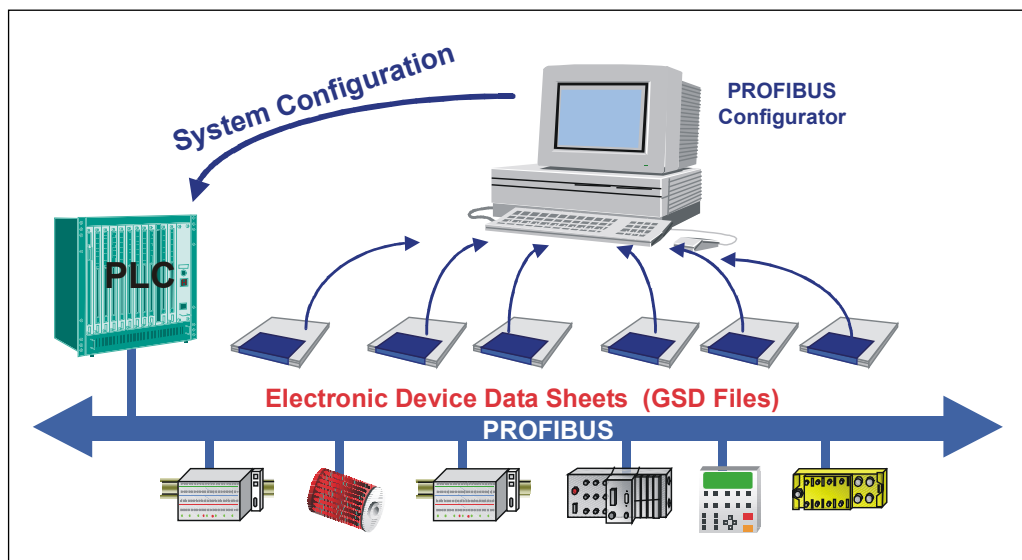 System Configuration
PROFIBUS
Configurator
PLC
Electronic Device Data Sheets (GSD Files)
PROFIBUS